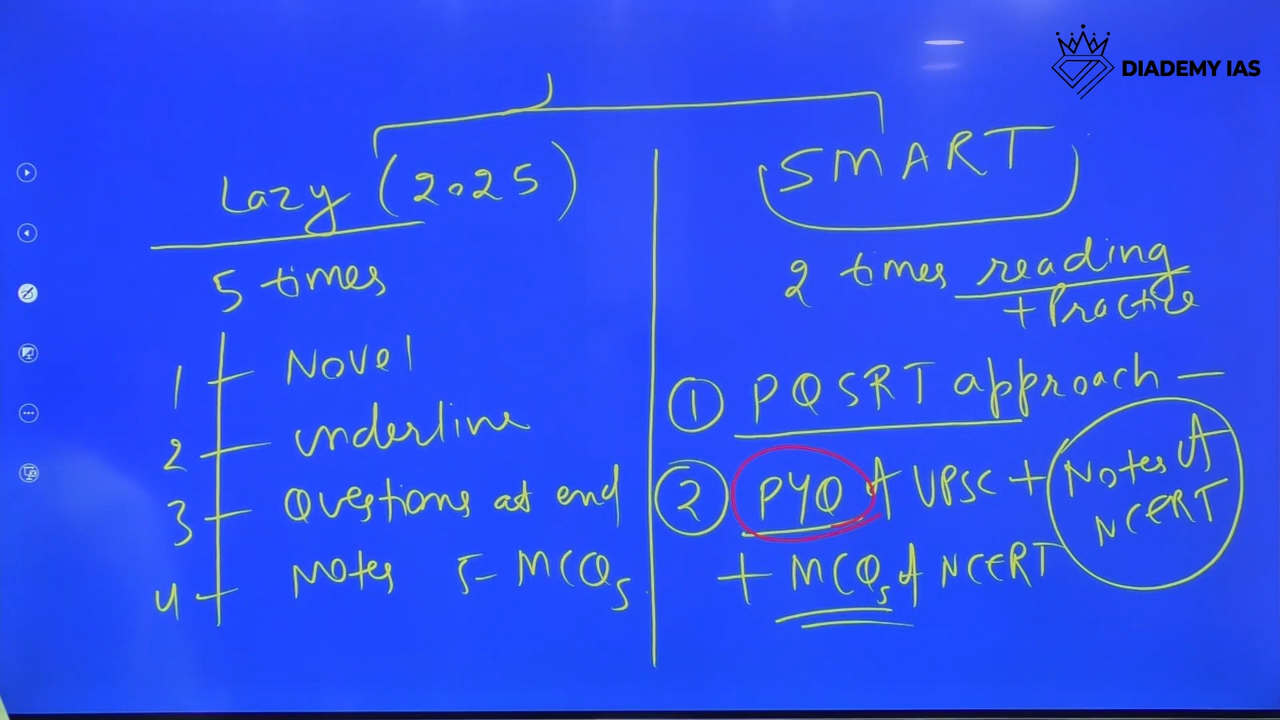 DIADEMY IAS
Lazy (2025)
5 times
1 Novel
2 underline
3 Questions at end
4 Notes 5- MCQs
SMART
2 times reading
+ Practice
① PQSRT approach —
② PYQ of UPSC + Notes of NCERT
+ MCQs of NCERT